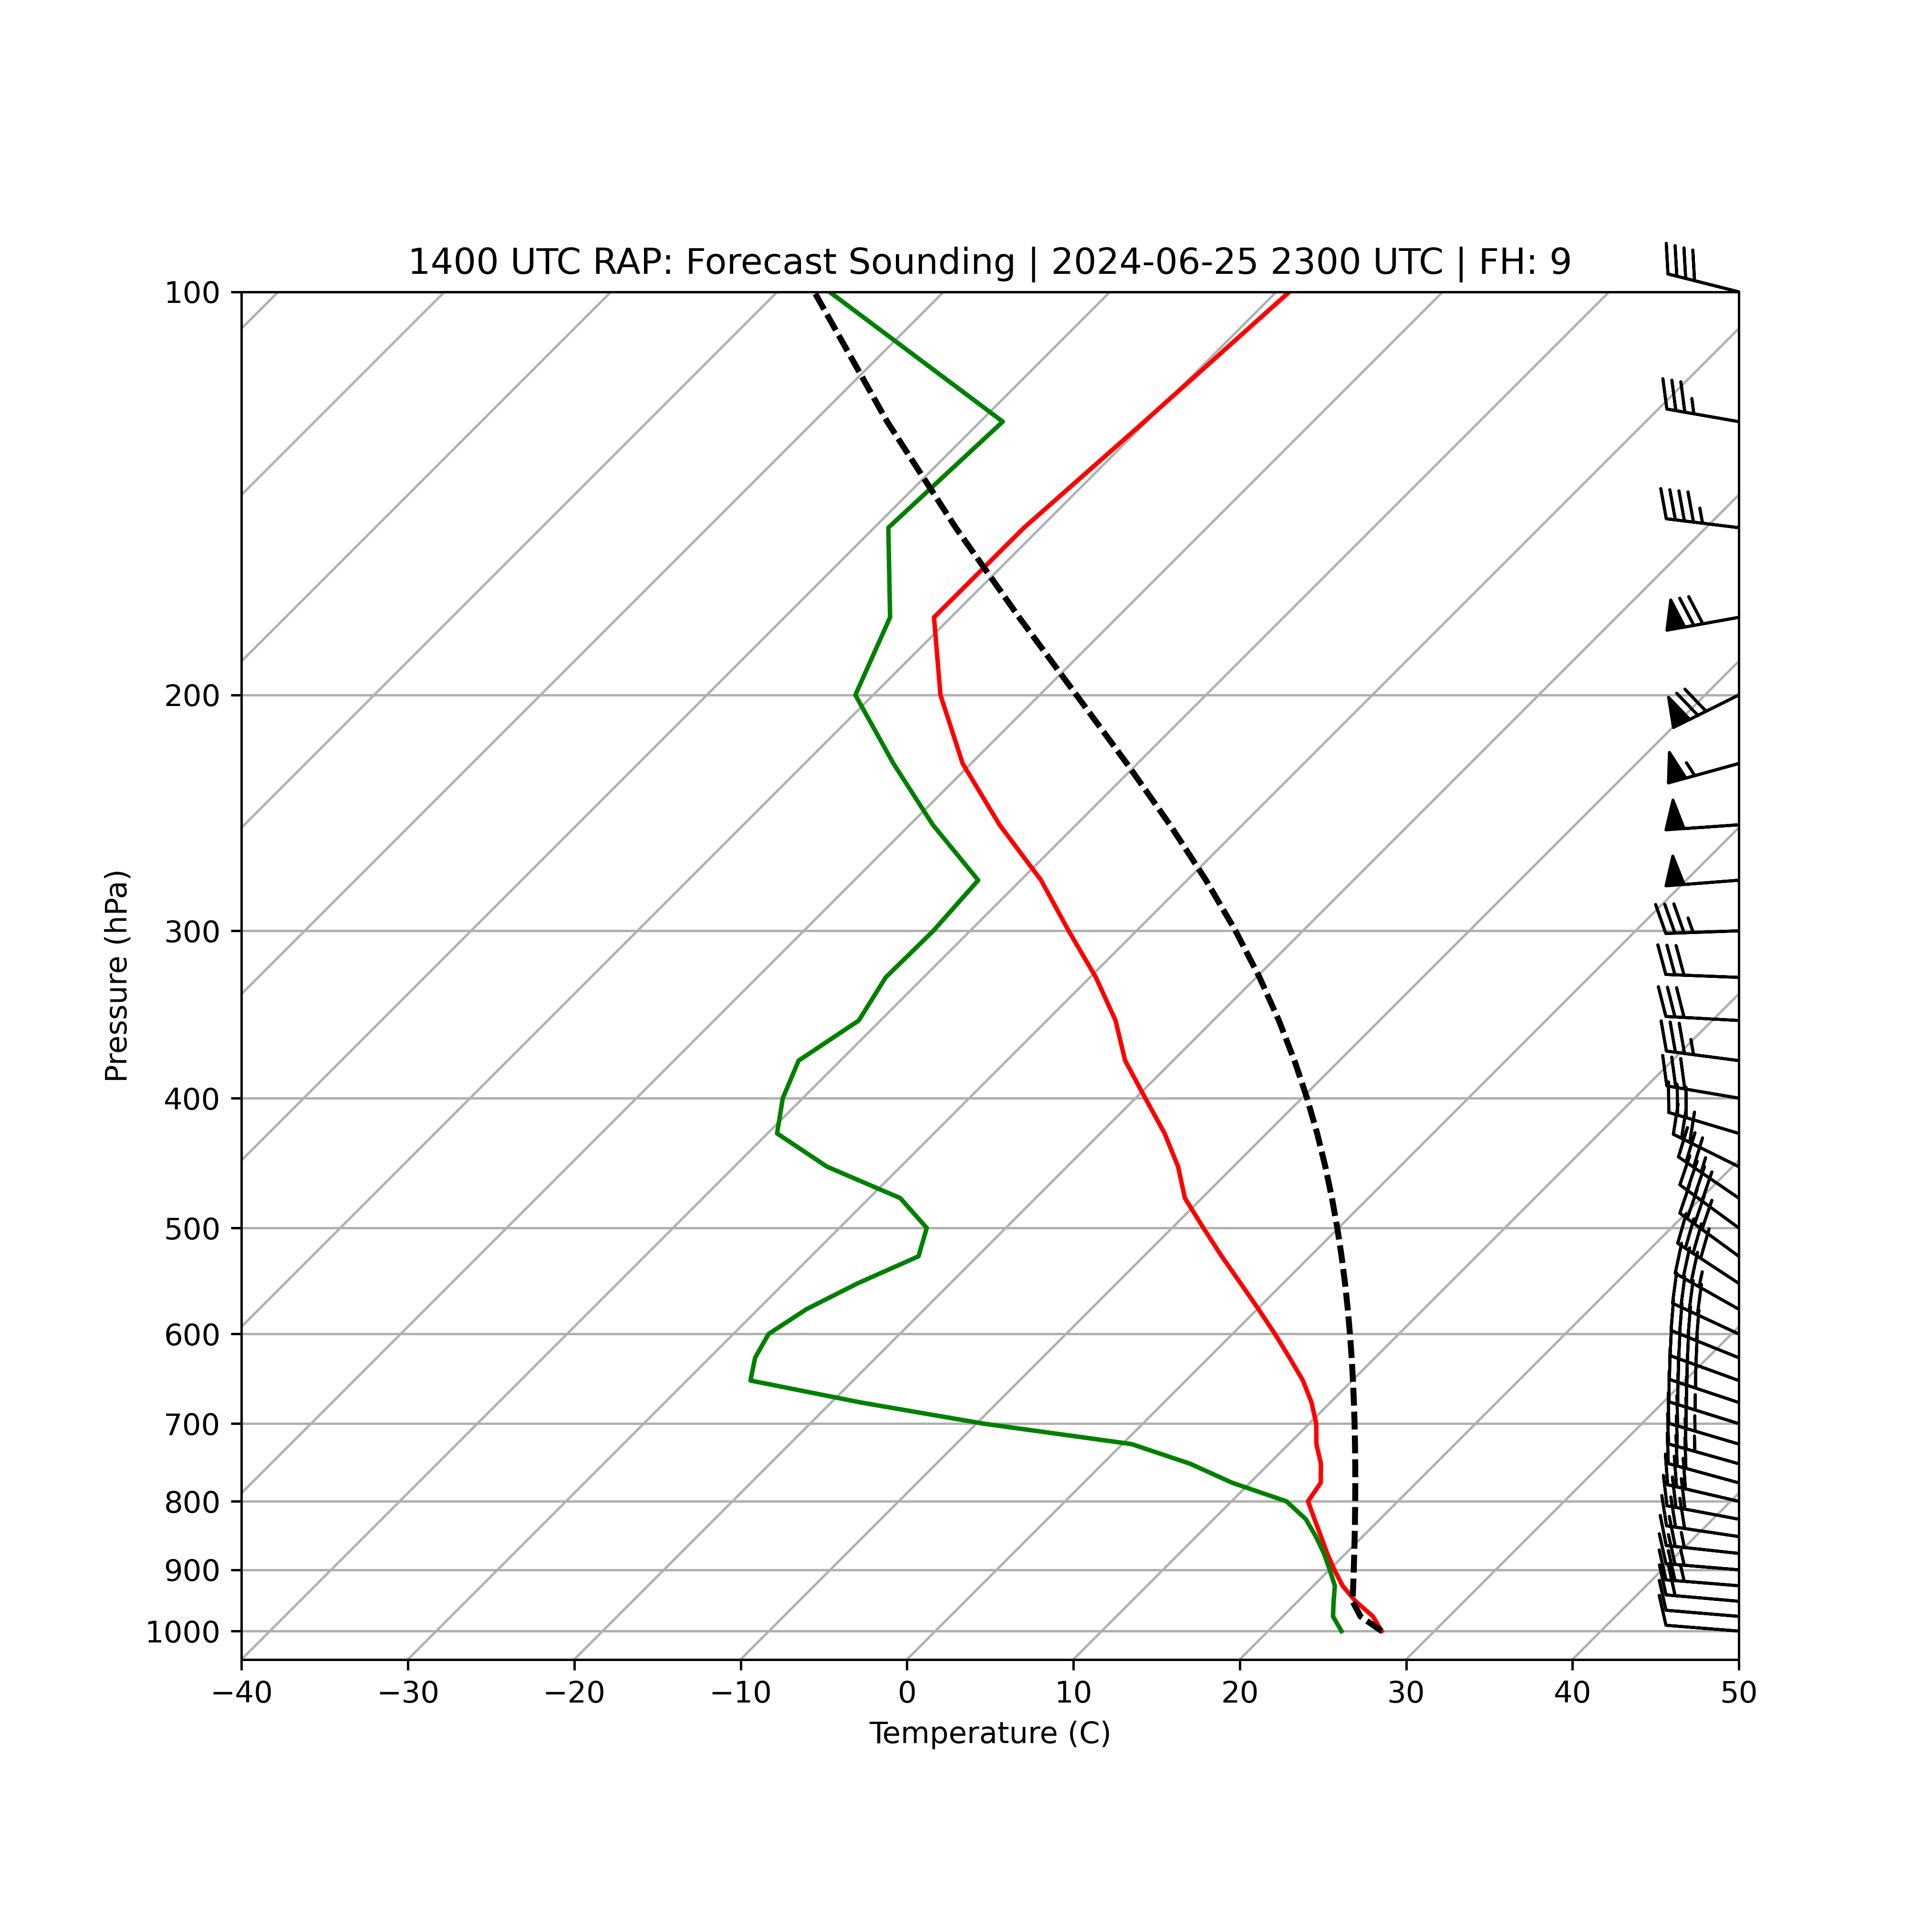 1400 UTC RAP: Forecast Sounding | 2024-06-25 2300 UTC | FH: 9
100
200
300
400
500
600
700
800
900
1000
Pressure (hPa)
−40 −30 −20 −10 0 10 20 30 40 50
Temperature (C)